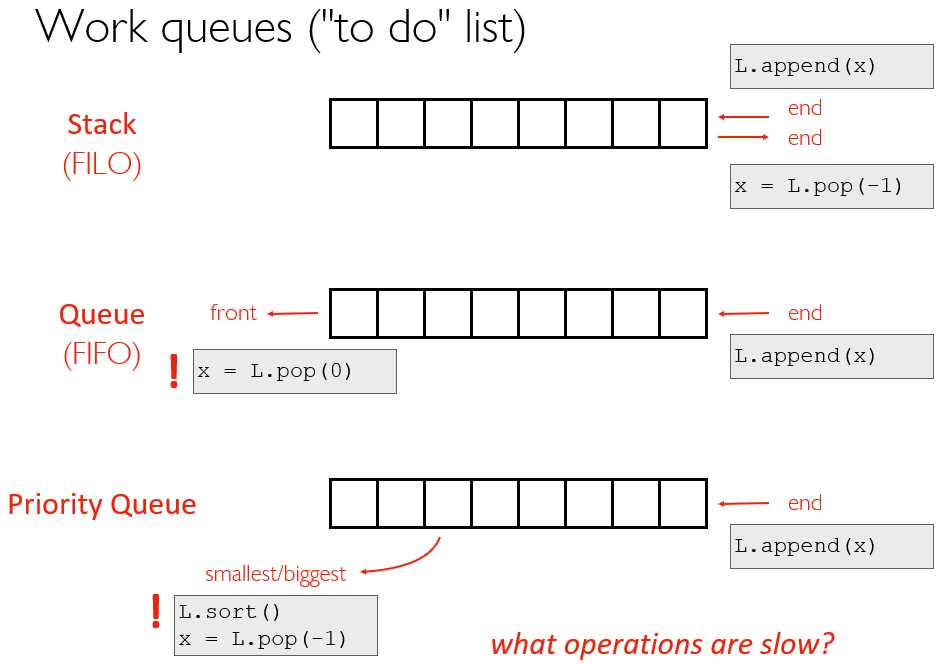 Work queues ("to do" list)
L.append(x)
Stack
(FILO)
end
end
x = L.pop(-1)
Queue
(FIFO)
front
end
!
x = L.pop(0)
L.append(x)
Priority Queue
end
L.append(x)
smallest/biggest
!
L.sort()
x = L.pop(-1)
what operations are slow?